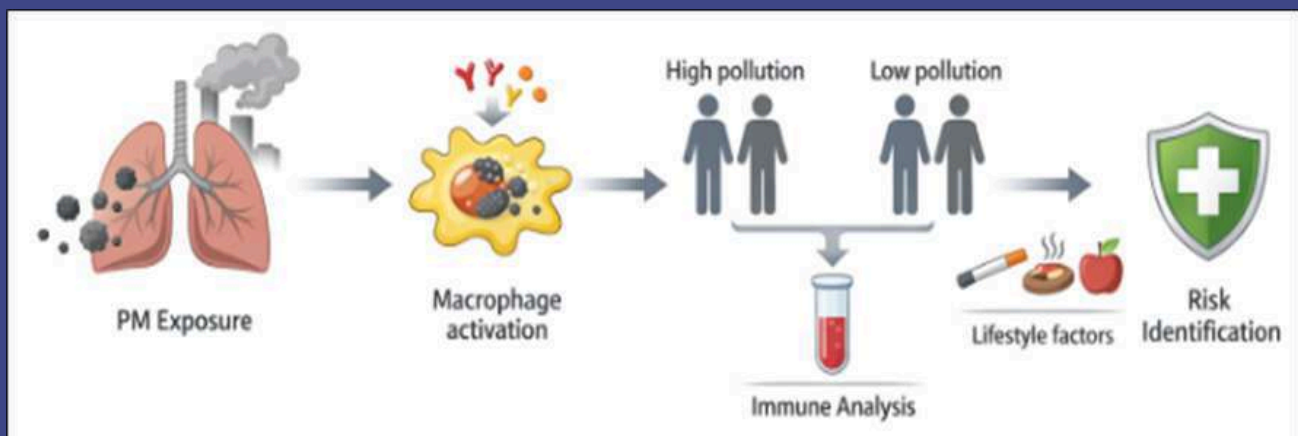 PM Exposure
Macrophage
activation
High pollution
Low pollution
Immune Analysis
Lifestyle factors
Risk
Identification